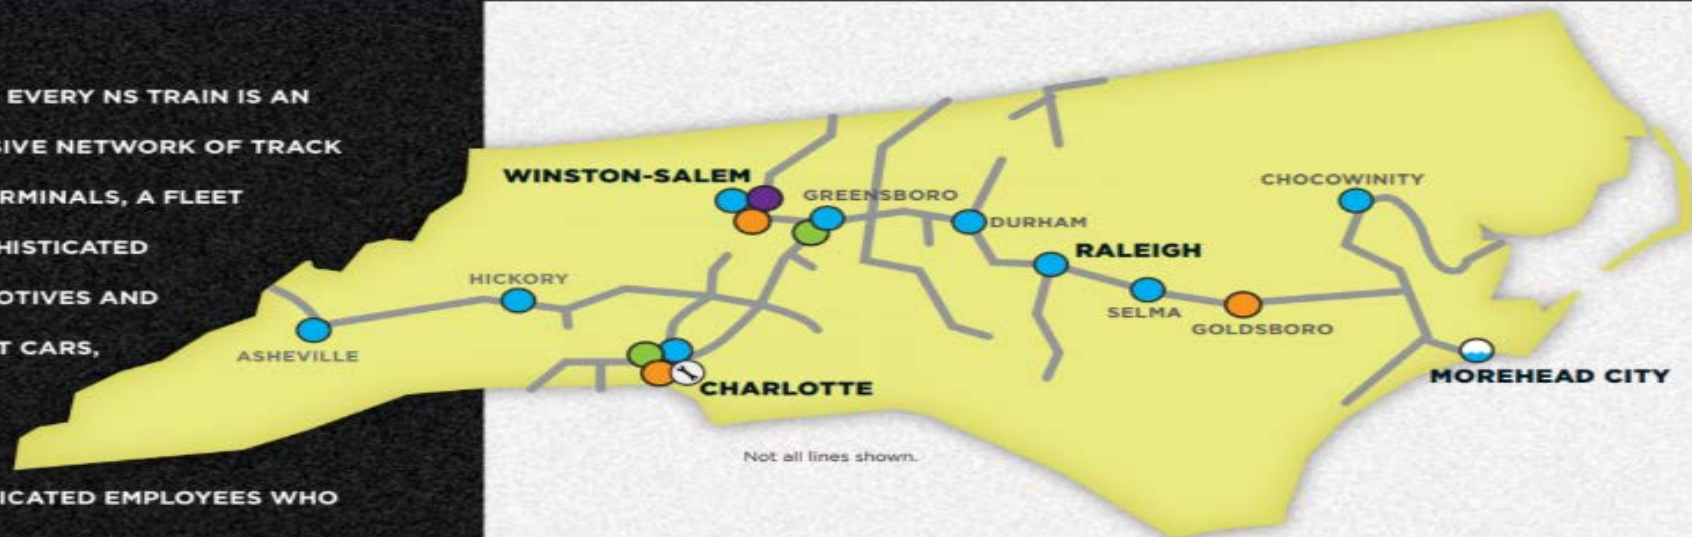 EVERY NS TRAIN IS AN
SIVE NETWORK OF TRACK
RMINALS, A FLEET
HISTICATED
OTIVES AND
T CARS,
ICATED EMPLOYEES WHO
WINSTON-SALEM
GREENSBORO
DURHAM
RALEIGH
CHOCOWINITY
HICKORY
SELMA
GOLDSBORO
ASHEVILLE
CHARLOTTE
MOREHEAD CITY
Not all lines shown.